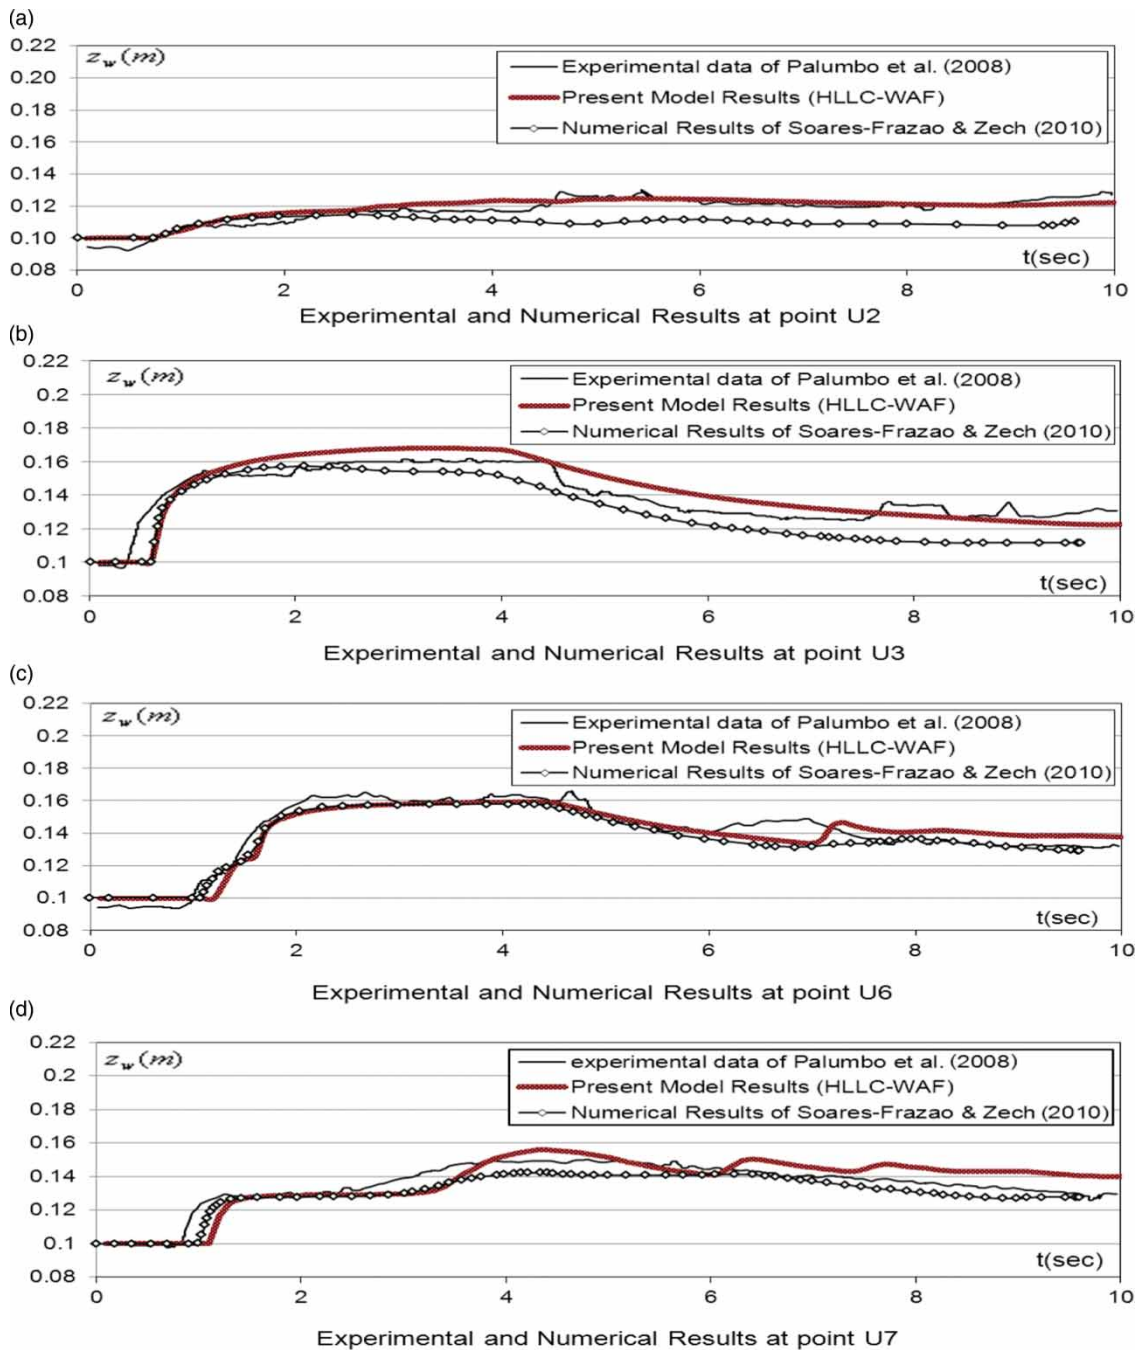 (a)
0.22
0.20
0.18
0.16
0.14
0.12
0.10
0.08
z_w(m)
Experimental data of Palumbo et al. (2008)
Present Model Results (HLLC-WAF)
Numerical Results of Soares-Frazao & Zech (2010)
t(sec)
0 2 4 6 8 10
Experimental and Numerical Results at point U2
(b)
0.22
0.2
0.18
0.16
0.14
0.12
0.1
0.08
z_w(m)
Experimental data of Palumbo et al. (2008)
Present Model Results (HLLC-WAF)
Numerical Results of Soares-Frazao & Zech (2010)
t(sec)
0 2 4 6 8 10
Experimental and Numerical Results at point U3
(c)
0.22
0.2
0.18
0.16
0.14
0.12
0.1
0.08
z_w(m)
Experimental data of Palumbo et al. (2008)
Present Model Results (HLLC-WAF)
Numerical Results of Soares-Frazao & Zech (2010)
t(sec)
0 2 4 6 8 10
Experimental and Numerical Results at point U6
(d)
0.22
0.2
0.18
0.16
0.14
0.12
0.1
0.08
z_w(m)
experimental data of Palumbo et al. (2008)
Present Model Results (HLLC-WAF)
Numerical Results of Soares-Frazao & Zech (2010)
t(sec)
0 2 4 6 8 10
Experimental and Numerical Results at point U7